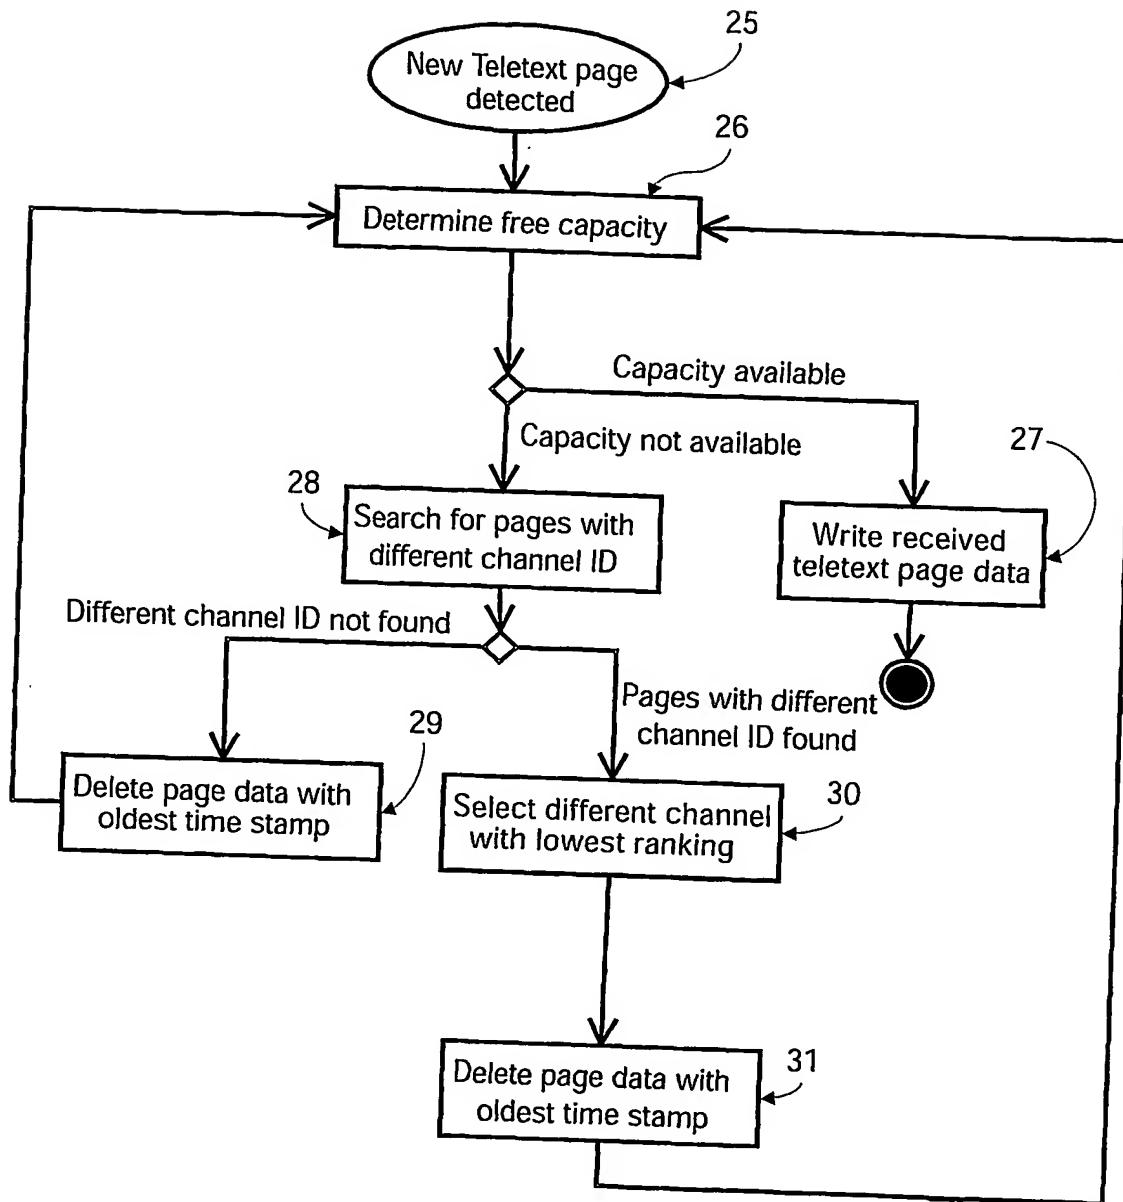 25
New Teletext page
detected
26
Determine free capacity
Capacity available
Capacity not available
27
28
Search for pages with
different channel ID
Write received
teletext page data
Different channel ID not found
Pages with different
channel ID found
29
Delete page data with
oldest time stamp
30
Select different channel
with lowest ranking
31
Delete page data with
oldest time stamp